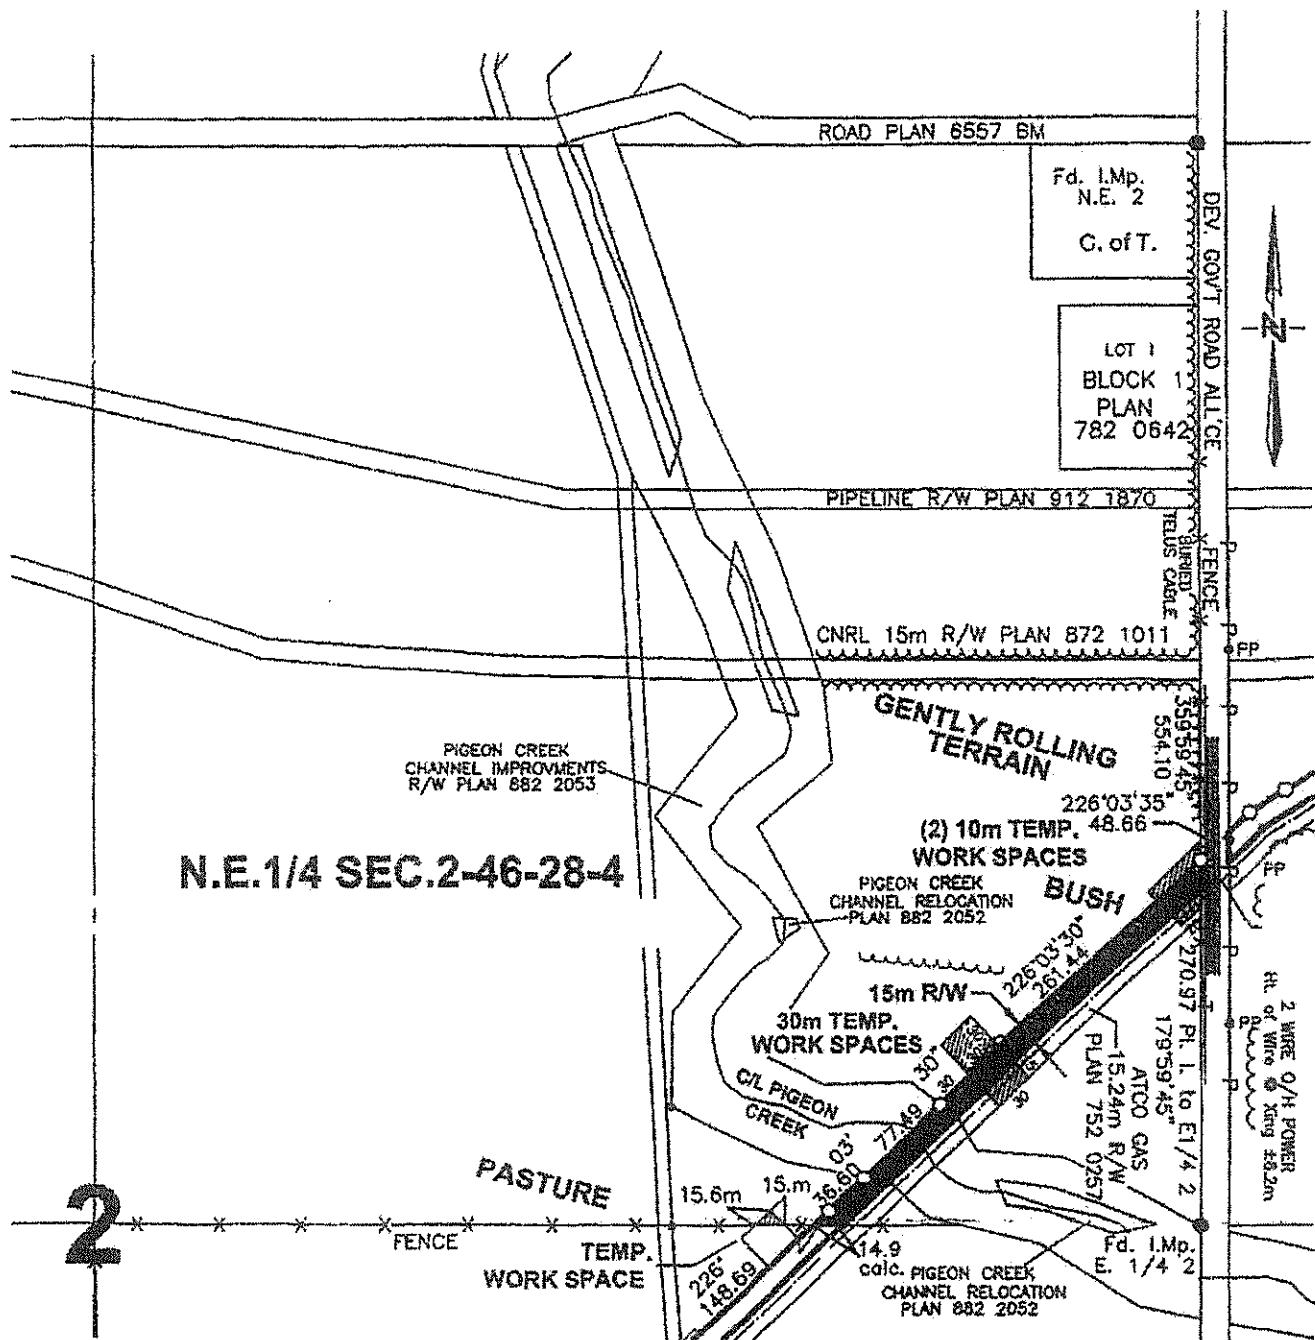 ROAD PLAN 6557 BM
Fd. I.Mp.
N.E. 2
C. of T.
DEV. GOV'T ROAD ALL'CE
N
LOT 1
BLOCK 1
PLAN
782 0642
PIPELINE R/W PLAN 912 1870
BURIED
TELUS CABLE
FENCE
P
P
CNRL 15m R/W PLAN 872 1011
PP
P
GENTLY ROLLING
TERRAIN
359°59'45"
554.10
PIGEON CREEK
CHANNEL IMPROVMENTS
R/W PLAN 882 2053
P
226°03'35"
48.66
(2) 10m TEMP.
WORK SPACES
N.E.1/4 SEC.2-46-28-4
PIGEON CREEK
CHANNEL RELOCATION
PLAN 882 2052
BUSH
PP
P
226°03'30"
261.44
15m R/W
270.97 Pl. I. to E1/4 2
179°59'45"
2 WIRE O/H POWER
Ht. of Wire @ Xing ±8.2m
P
30m TEMP.
WORK SPACES
ATCO GAS
15.24m R/W
PLAN 752 0257
30"
30
30
P
C/L PIGEON
CREEK
77.49
03'
36.60
PASTURE
15.6m
15.m
2
FENCE
TEMP.
WORK SPACE
226°
148.69
14.9
calc.
PIGEON CREEK
CHANNEL RELOCATION
PLAN 882 2052
Fd. I.Mp.
E. 1/4 2